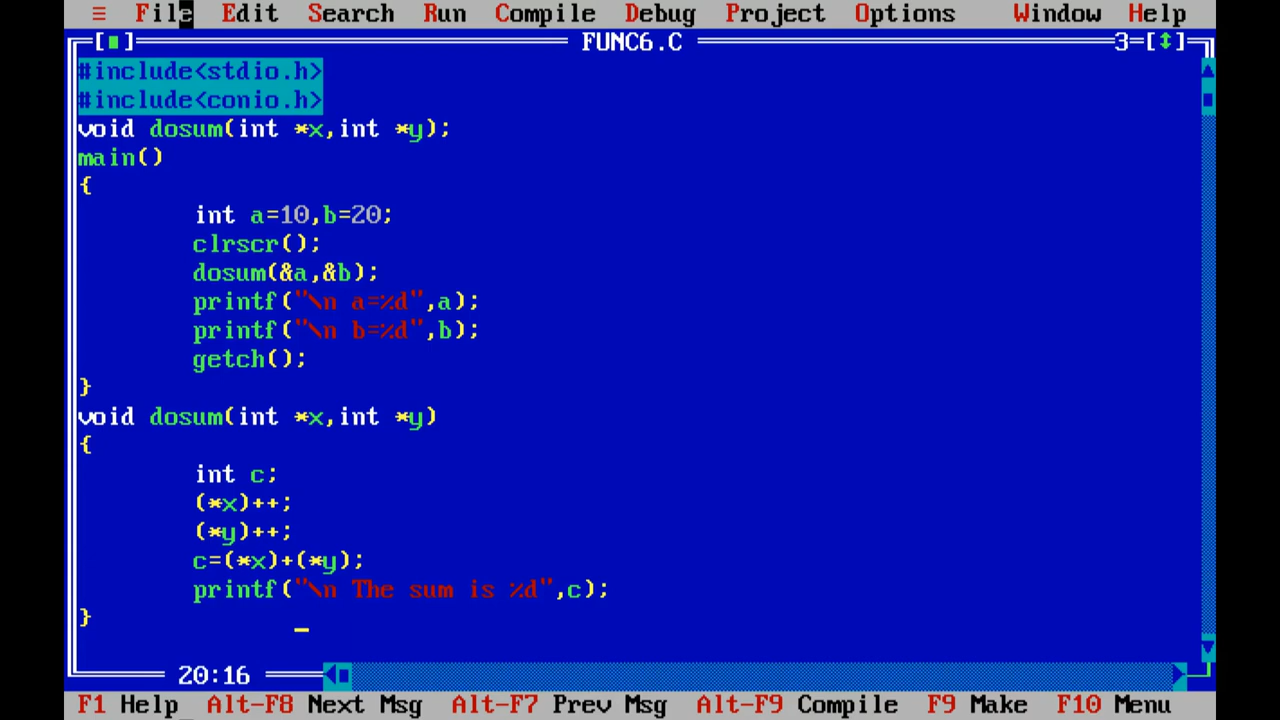 ≡ File Edit Search Run Compile Debug Project Options Window Help
[■] FUNC6.C 3=[↕]
#include<stdio.h>
#include<conio.h>
void dosum(int *x,int *y);
main()
{
int a=10,b=20;
clrscr();
dosum(&a,&b);
printf("\n a=%d",a);
printf("\n b=%d",b);
getch();
}
void dosum(int *x,int *y)
{
int c;
(*x)++;
(*y)++;
c=(*x)+(*y);
printf("\n The sum is %d",c);
}
20:16
F1 Help Alt-F8 Next Msg Alt-F7 Prev Msg Alt-F9 Compile F9 Make F10 Menu